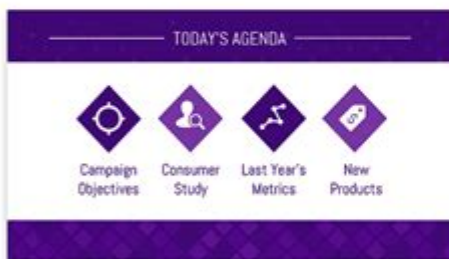 TODAY'S AGENDA
Campaign
Objectives
Consumer
Study
Last Year's
Metrics
New
Products